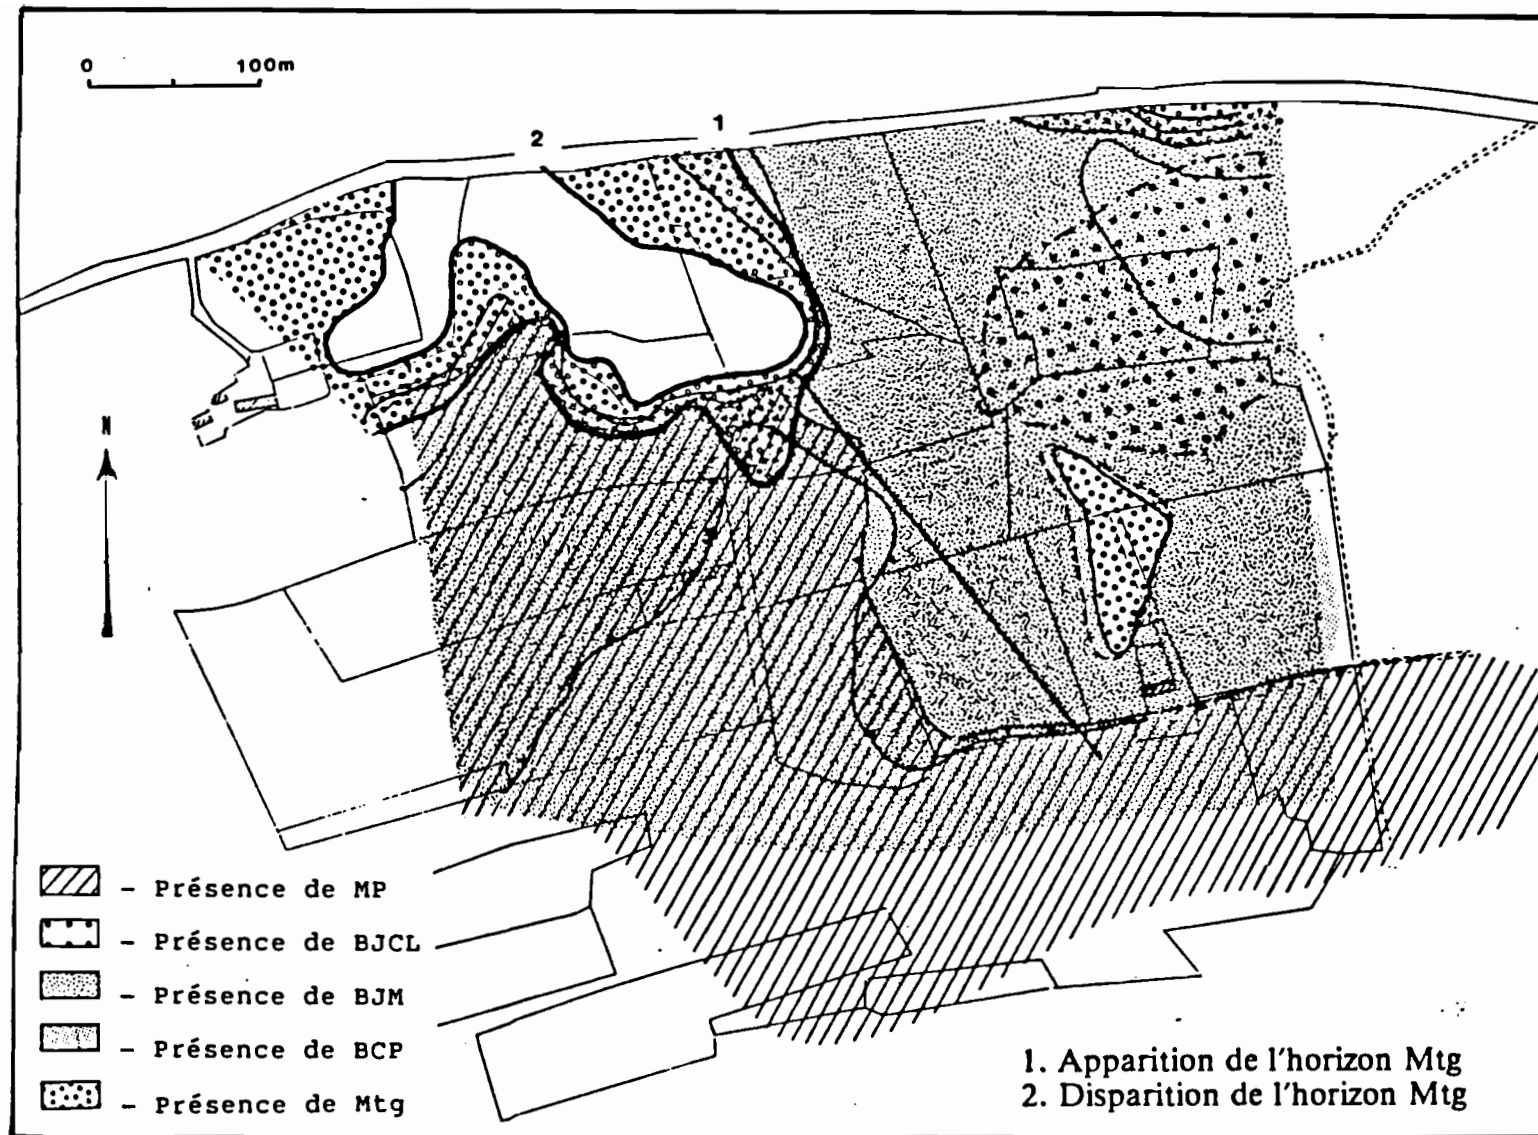 0 100m
2 1
N
– Présence de MP
– Présence de BJCL
– Présence de BJM
– Présence de BCP
– Présence de Mtg
1. Apparition de l'horizon Mtg
2. Disparition de l'horizon Mtg